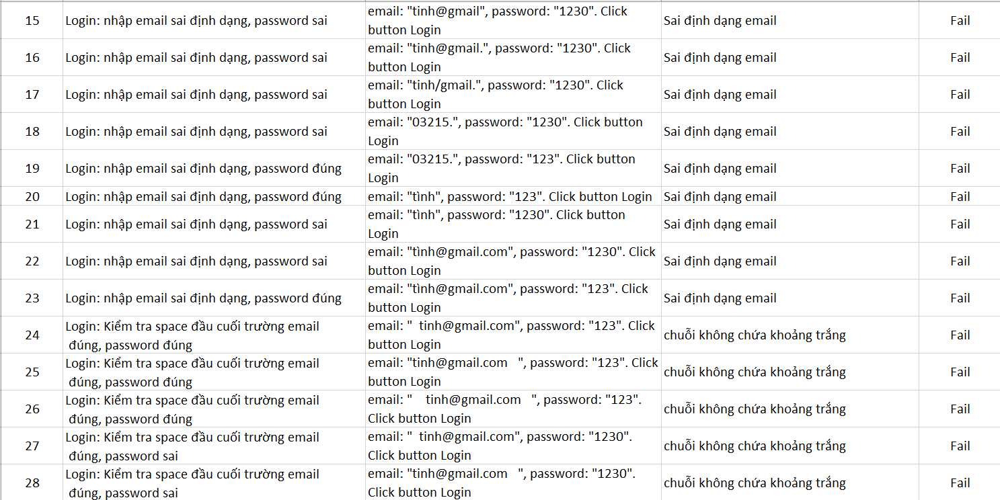 15 Login: nhập email sai định dạng, password sai email: "tinh@gmail", password: "1230". Click button Login Sai định dạng email Fail
16 Login: nhập email sai định dạng, password sai email: "tinh@gmail.", password: "1230". Click button Login Sai định dạng email Fail
17 Login: nhập email sai định dạng, password sai email: "tinh/gmail.", password: "1230". Click button Login Sai định dạng email Fail
18 Login: nhập email sai định dạng, password sai email: "03215.", password: "1230". Click button Login Sai định dạng email Fail
19 Login: nhập email sai định dạng, password đúng email: "03215.", password: "123". Click button Login Sai định dạng email Fail
20 Login: nhập email sai định dạng, password đúng email: "tình", password: "123". Click button Login Sai định dạng email Fail
21 Login: nhập email sai định dạng, password sai email: "tình", password: "1230". Click button Login Sai định dạng email Fail
22 Login: nhập email sai định dạng, password sai email: "tình@gmail.com", password: "1230". Click button Login Sai định dạng email Fail
23 Login: nhập email sai định dạng, password đúng email: "tình@gmail.com", password: "123". Click button Login Sai định dạng email Fail
24 Login: Kiểm tra space đầu cuối trường email đúng, password đúng email: "  tinh@gmail.com", password: "123". Click button Login chuỗi không chứa khoảng trắng Fail
25 Login: Kiểm tra space đầu cuối trường email đúng, password đúng email: "tinh@gmail.com   ", password: "123". Click button Login chuỗi không chứa khoảng trắng Fail
26 Login: Kiểm tra space đầu cuối trường email đúng, password đúng email: "    tinh@gmail.com   ", password: "123". Click button Login chuỗi không chứa khoảng trắng Fail
27 Login: Kiểm tra space đầu cuối trường email đúng, password sai email: "  tinh@gmail.com", password: "1230". Click button Login chuỗi không chứa khoảng trắng Fail
28 Login: Kiểm tra space đầu cuối trường email đúng, password sai email: "tinh@gmail.com   ", password: "1230". Click button Login chuỗi không chứa khoảng trắng Fail